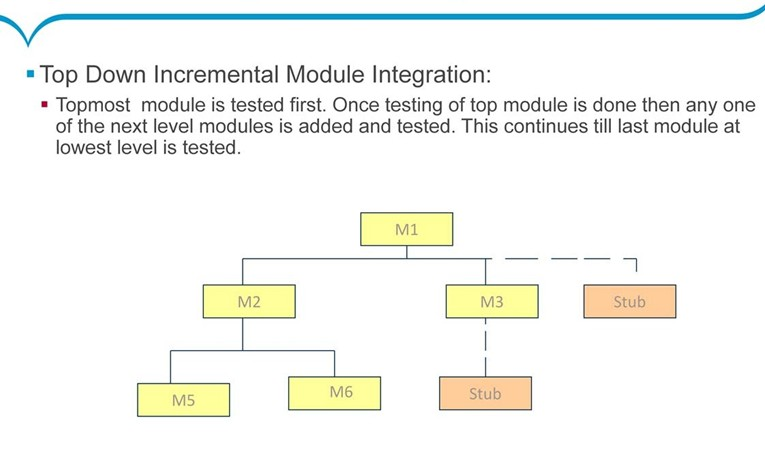 Top Down Incremental Module Integration:
Topmost module is tested first. Once testing of top module is done then any one
of the next level modules is added and tested. This continues till last module at
lowest level is tested.
M1
M2
M3
Stub
M5
M6
Stub